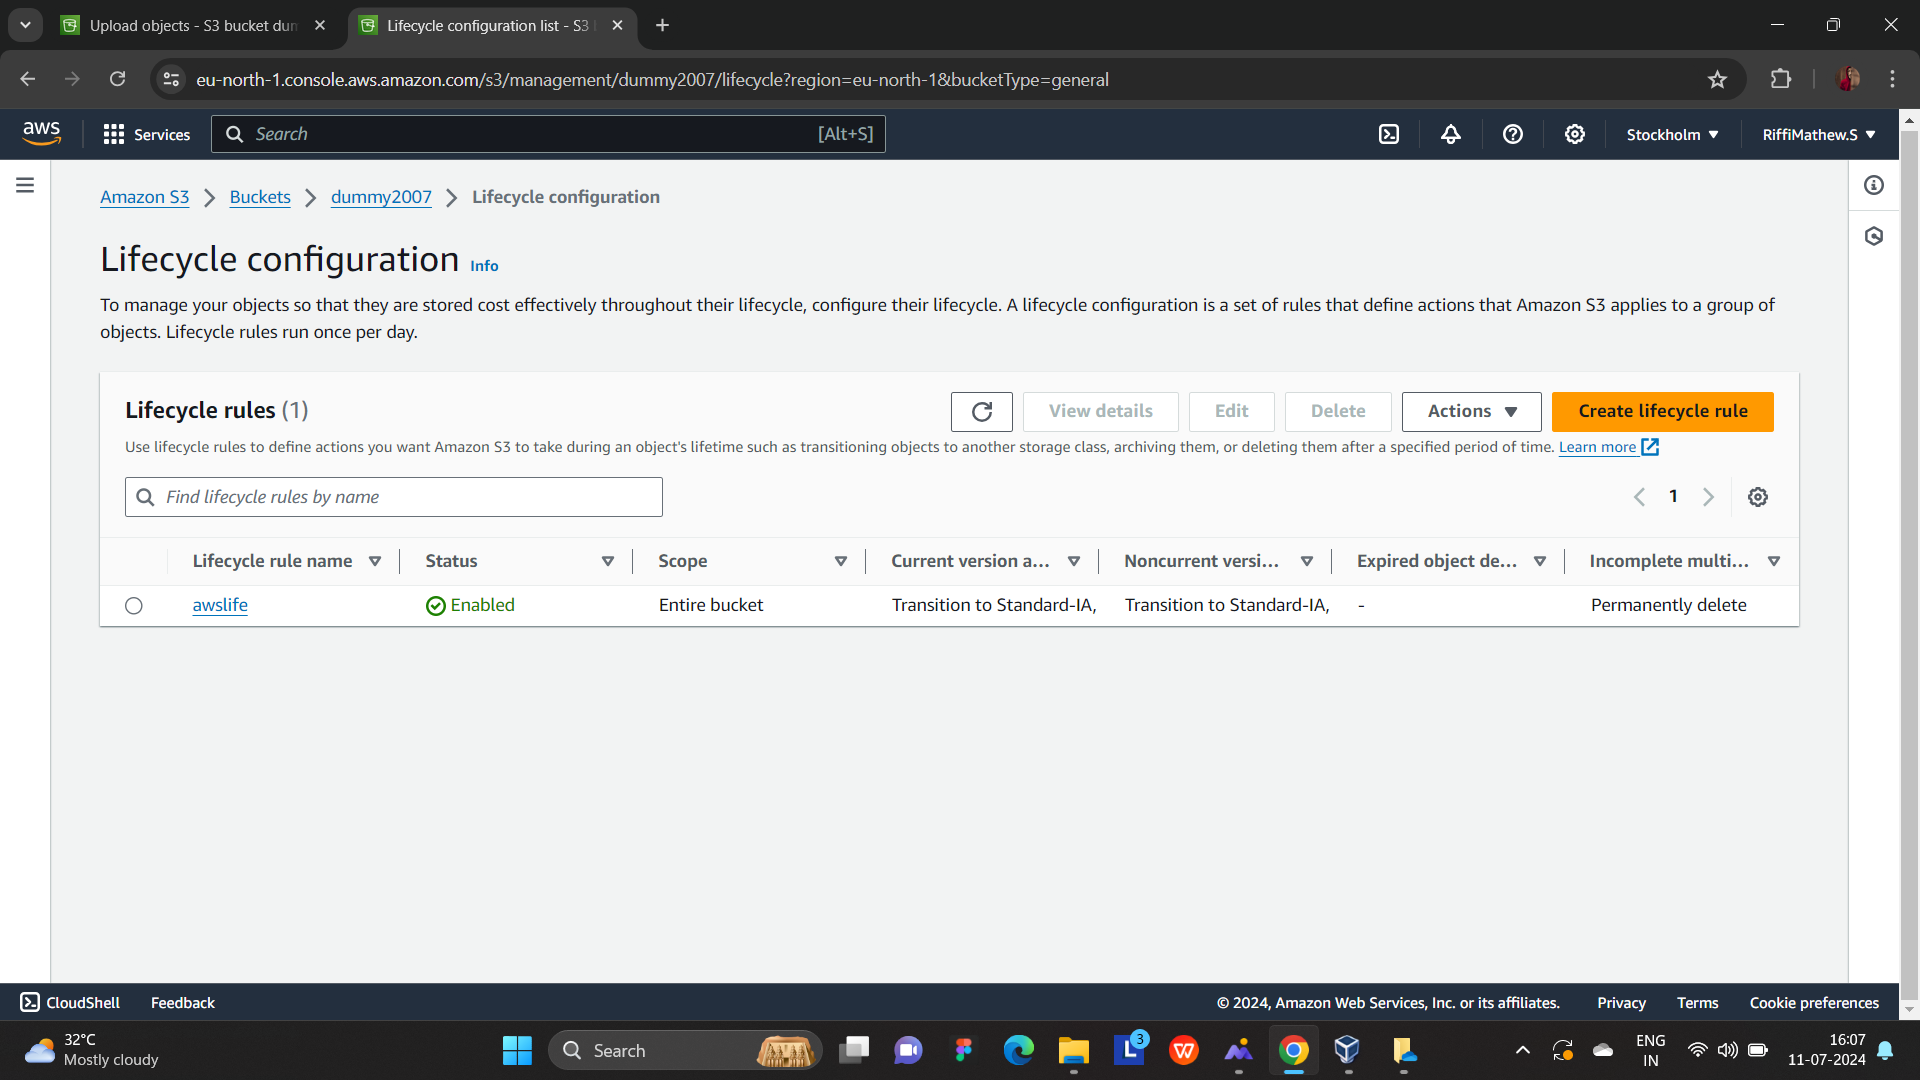 Upload objects - S3 bucket dum
Lifecycle configuration list - S3
eu-north-1.console.aws.amazon.com/s3/management/dummy2007/lifecycle?region=eu-north-1&bucketType=general
aws
Services
Search
[Alt+S]
Stockholm
RiffiMathew.S
Amazon S3
Buckets
dummy2007
Lifecycle configuration
Lifecycle configuration Info
To manage your objects so that they are stored cost effectively throughout their lifecycle, configure their lifecycle. A lifecycle configuration is a set of rules that define actions that Amazon S3 applies to a group of
objects. Lifecycle rules run once per day.
Lifecycle rules (1)
View details
Edit
Delete
Actions
Create lifecycle rule
Use lifecycle rules to define actions you want Amazon S3 to take during an object's lifetime such as transitioning objects to another storage class, archiving them, or deleting them after a specified period of time. Learn more
Find lifecycle rules by name
1
Lifecycle rule name
Status
Scope
Current version a...
Noncurrent versi...
Expired object de...
Incomplete multi...
awslife
Enabled
Entire bucket
Transition to Standard-IA,
Transition to Standard-IA,
-
Permanently delete
CloudShell
Feedback
© 2024, Amazon Web Services, Inc. or its affiliates.
Privacy
Terms
Cookie preferences
32°C
Mostly cloudy
Search
L
3
W
ENG
IN
16:07
11-07-2024